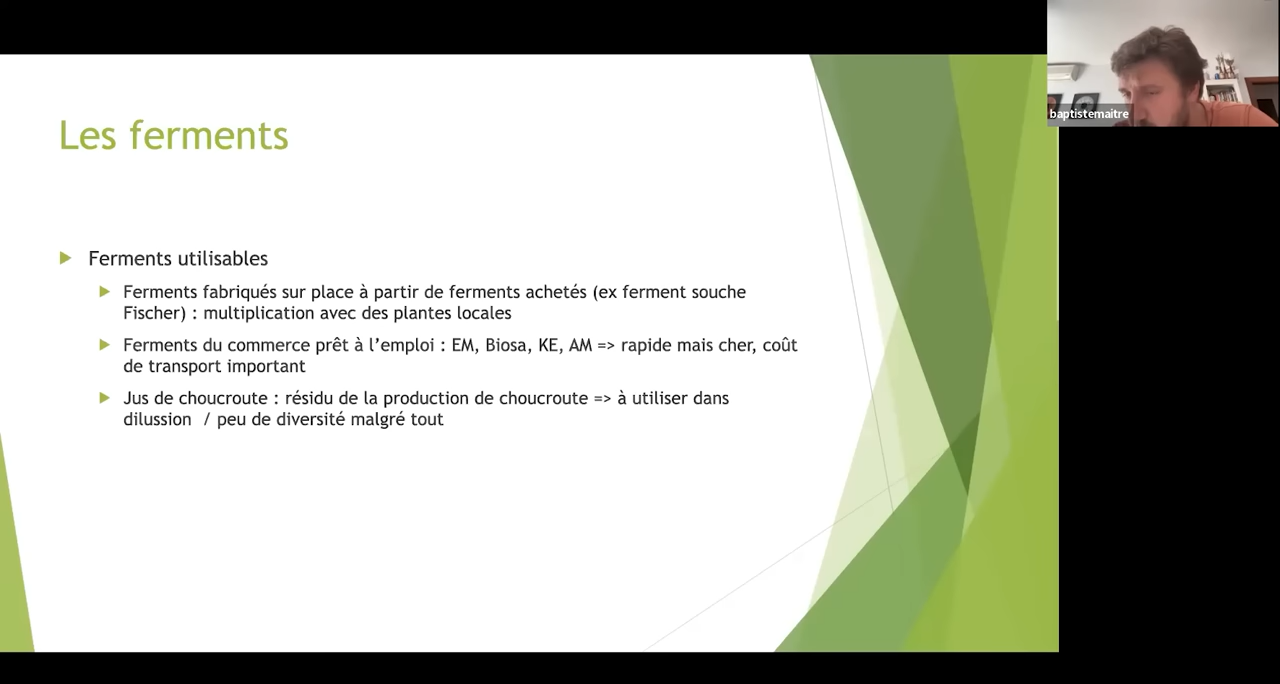 baptistemaitre
Les ferments
Ferments utilisables
Ferments fabriqués sur place à partir de ferments achetés (ex ferment souche
Fischer) : multiplication avec des plantes locales
Ferments du commerce prêt à l’emploi : EM, Biosa, KE, AM => rapide mais cher, coût
de transport important
Jus de choucroute : résidu de la production de choucroute => à utiliser dans
dilussion / peu de diversité malgré tout